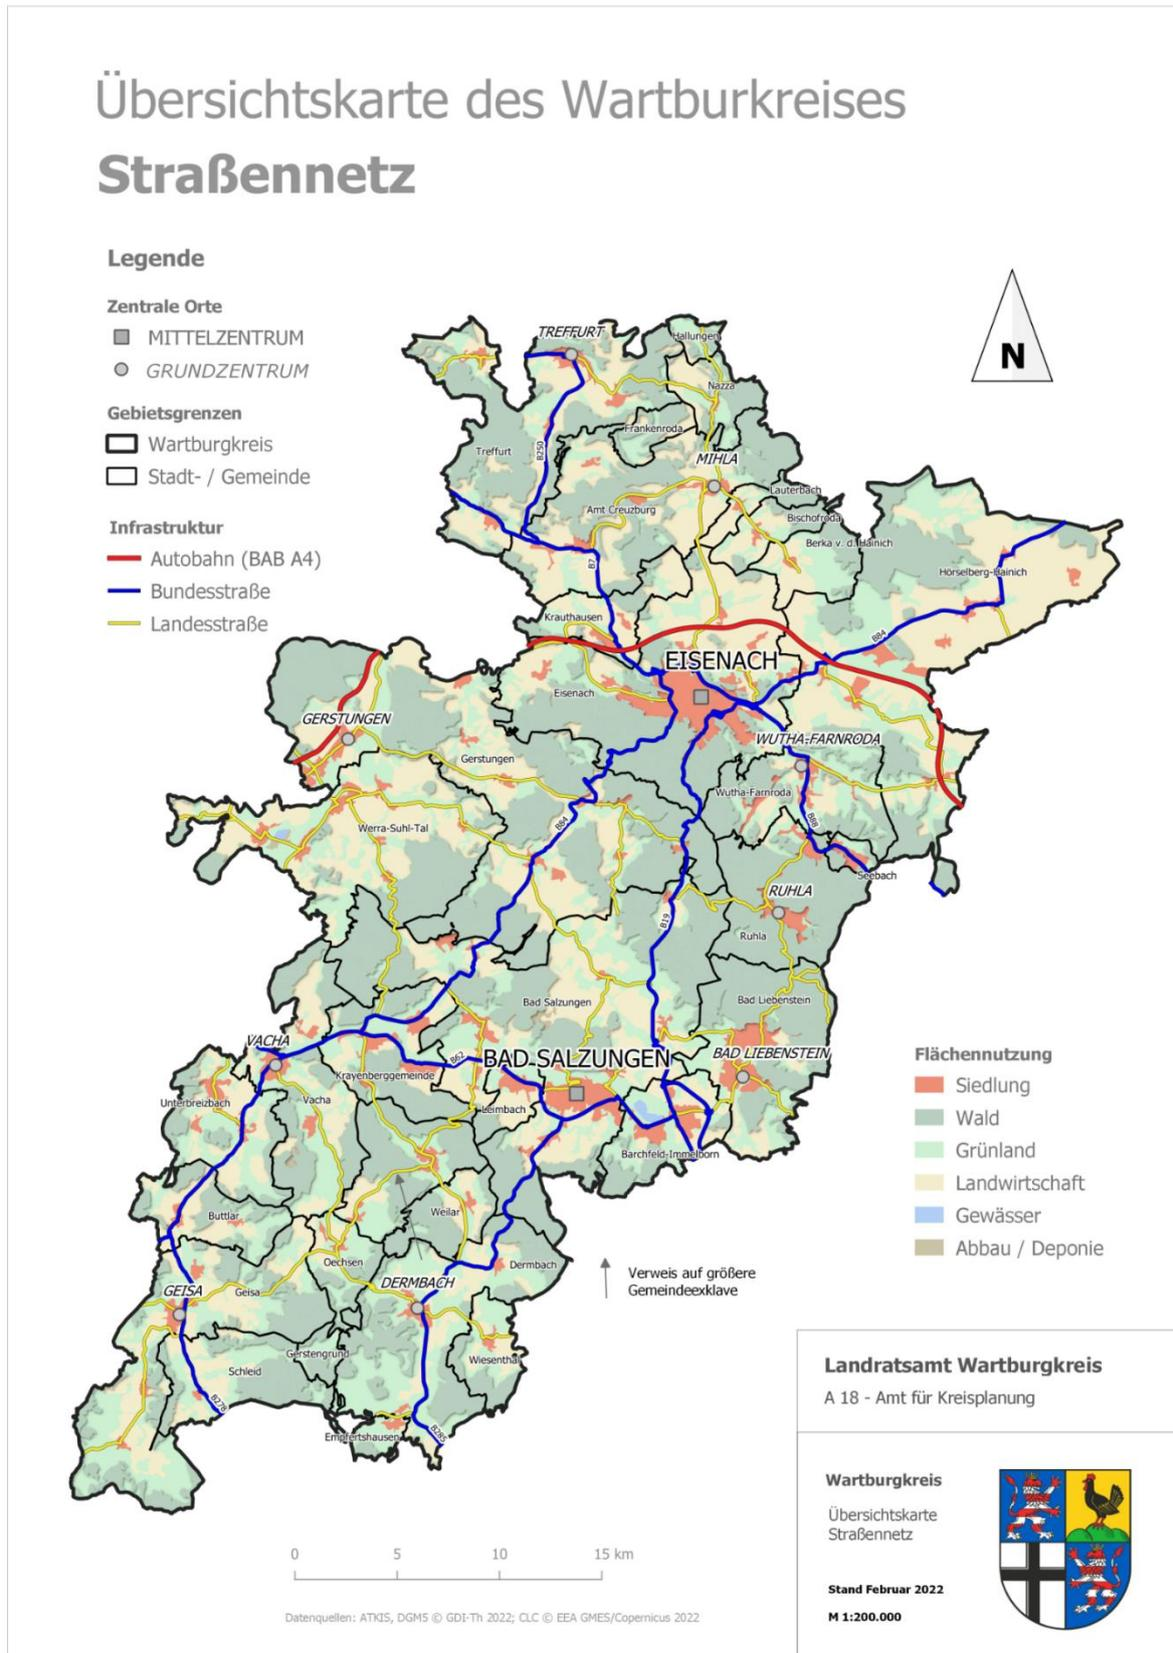 Übersichtskarte des Wartburkreises
Straßennetz
Legende
Zentrale Orte
MITTELZENTRUM
GRUNDZENTRUM
Gebietsgrenzen
Wartburgkreis
Stadt- / Gemeinde
Infrastruktur
Autobahn (BAB A4)
Bundesstraße
Landesstraße
N
TREFFURT
Hallungen
Nazza
Frankenroda
Treffurt
B250
MIHLA
Lauterbach
Amt Creuzburg
Bischofroda
Berka v. d. Hainich
B7
Hörselberg-Hainich
Krauthausen
B84
EISENACH
Eisenach
GERSTUNGEN
WUTHA-FARNRODA
Gerstungen
Wutha-Farnroda
B84
B88
Werra-Suhl-Tal
Seebach
RUHLA
B19
Ruhla
Bad Salzungen
Bad Liebenstein
VACHA
B62
BAD SALZUNGEN
BAD LIEBENSTEIN
Krayenberggemeinde
Unterbreizbach
Vacha
Leimbach
Barchfeld-Immelborn
Buttlar
Weilar
Oechsen
Dermbach
GEISA
Geisa
DERMBACH
Gerstengrund
Schleid
Wiesenthal
B278
Empfertshausen
B285
Verweis auf größere
Gemeindeexklave
Flächennutzung
Siedlung
Wald
Grünland
Landwirtschaft
Gewässer
Abbau / Deponie
Landratsamt Wartburgkreis
A 18 - Amt für Kreisplanung
Wartburgkreis
Übersichtskarte
Straßennetz
Stand Februar 2022
M 1:200.000
0 5 10 15 km
Datenquellen: ATKIS, DGM5 © GDI-Th 2022; CLC © EEA GMES/Copernicus 2022